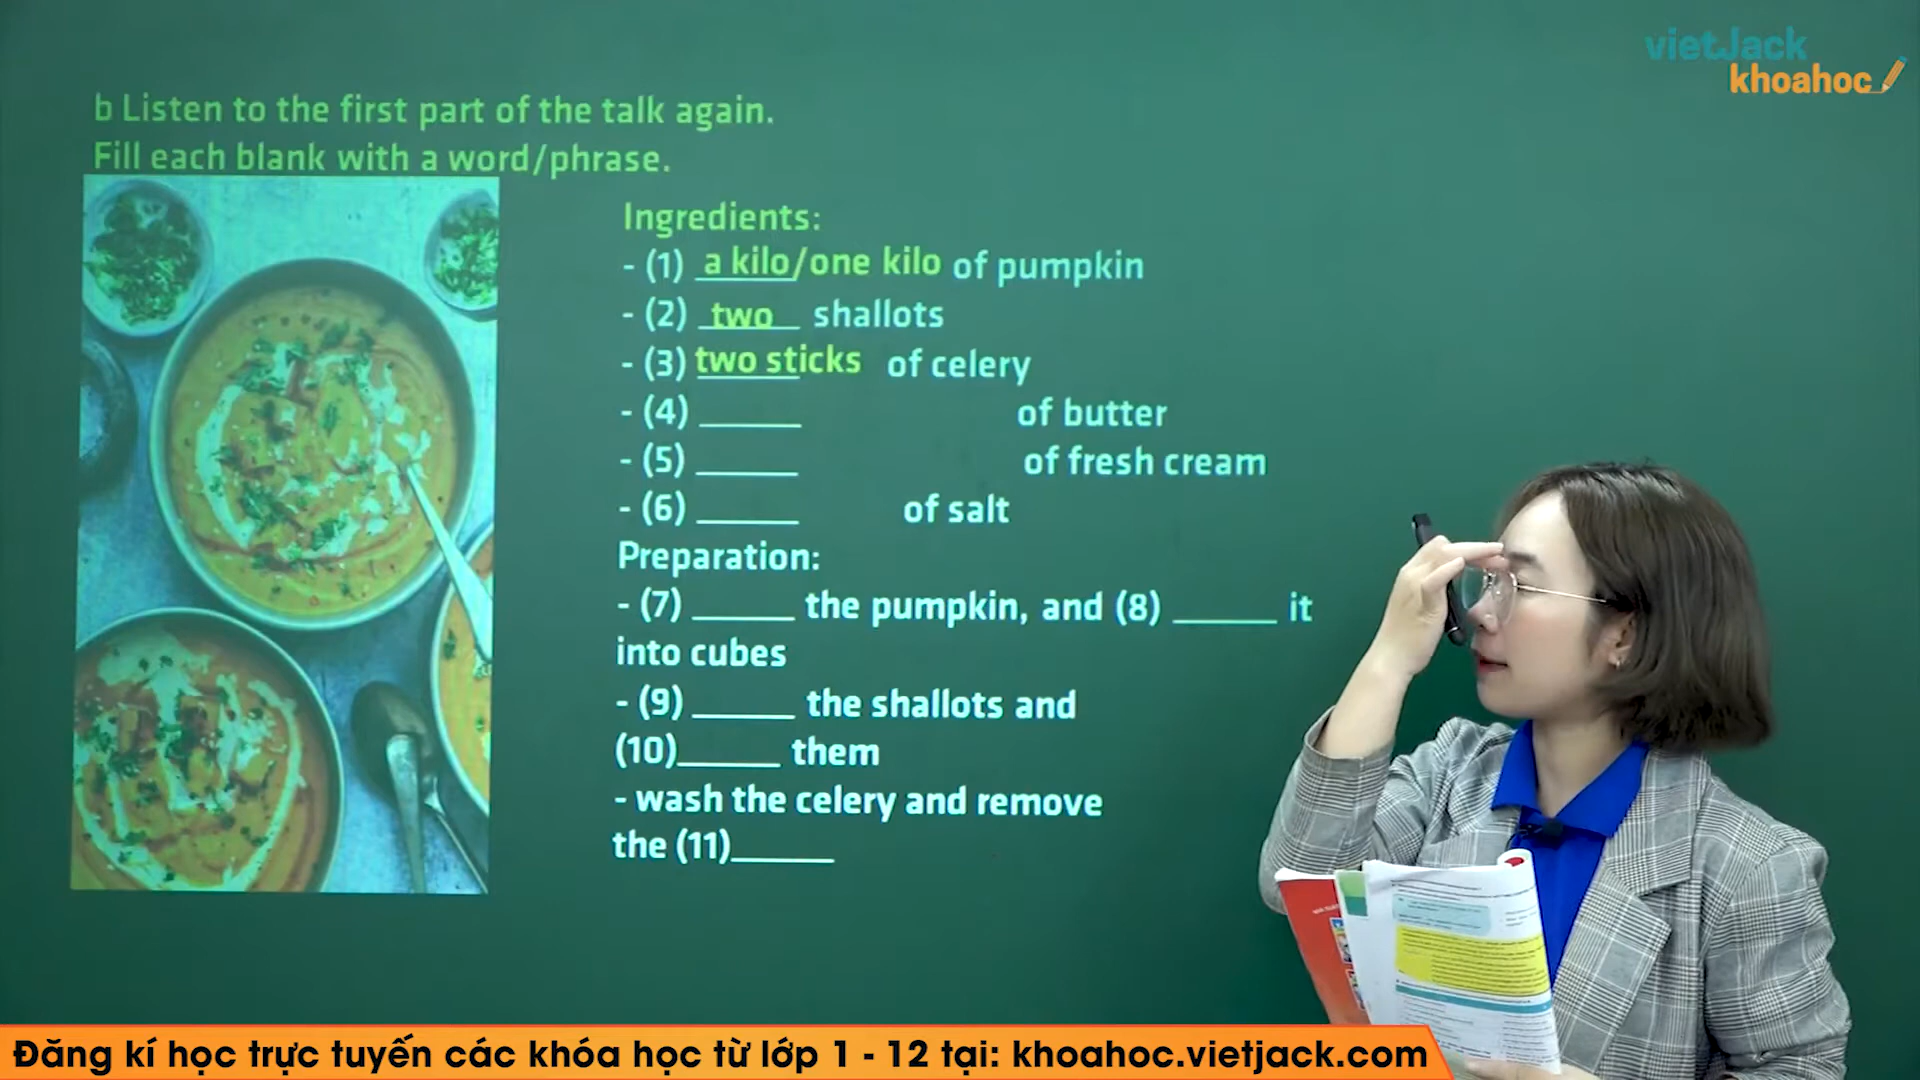 vietJack
khoahoc
b Listen to the first part of the talk again.
Fill each blank with a word/phrase.
Ingredients:
- (1) a kilo/one kilo of pumpkin
- (2) two shallots
- (3) two sticks of celery
- (4) ______ of butter
- (5) ______ of fresh cream
- (6) ______ of salt
Preparation:
- (7) ______ the pumpkin, and (8) ______ it
into cubes
- (9) ______ the shallots and
(10)______ them
- wash the celery and remove
the (11)______
Đăng kí học trực tuyến các khóa học từ lớp 1 - 12 tại: khoahoc.vietjack.com